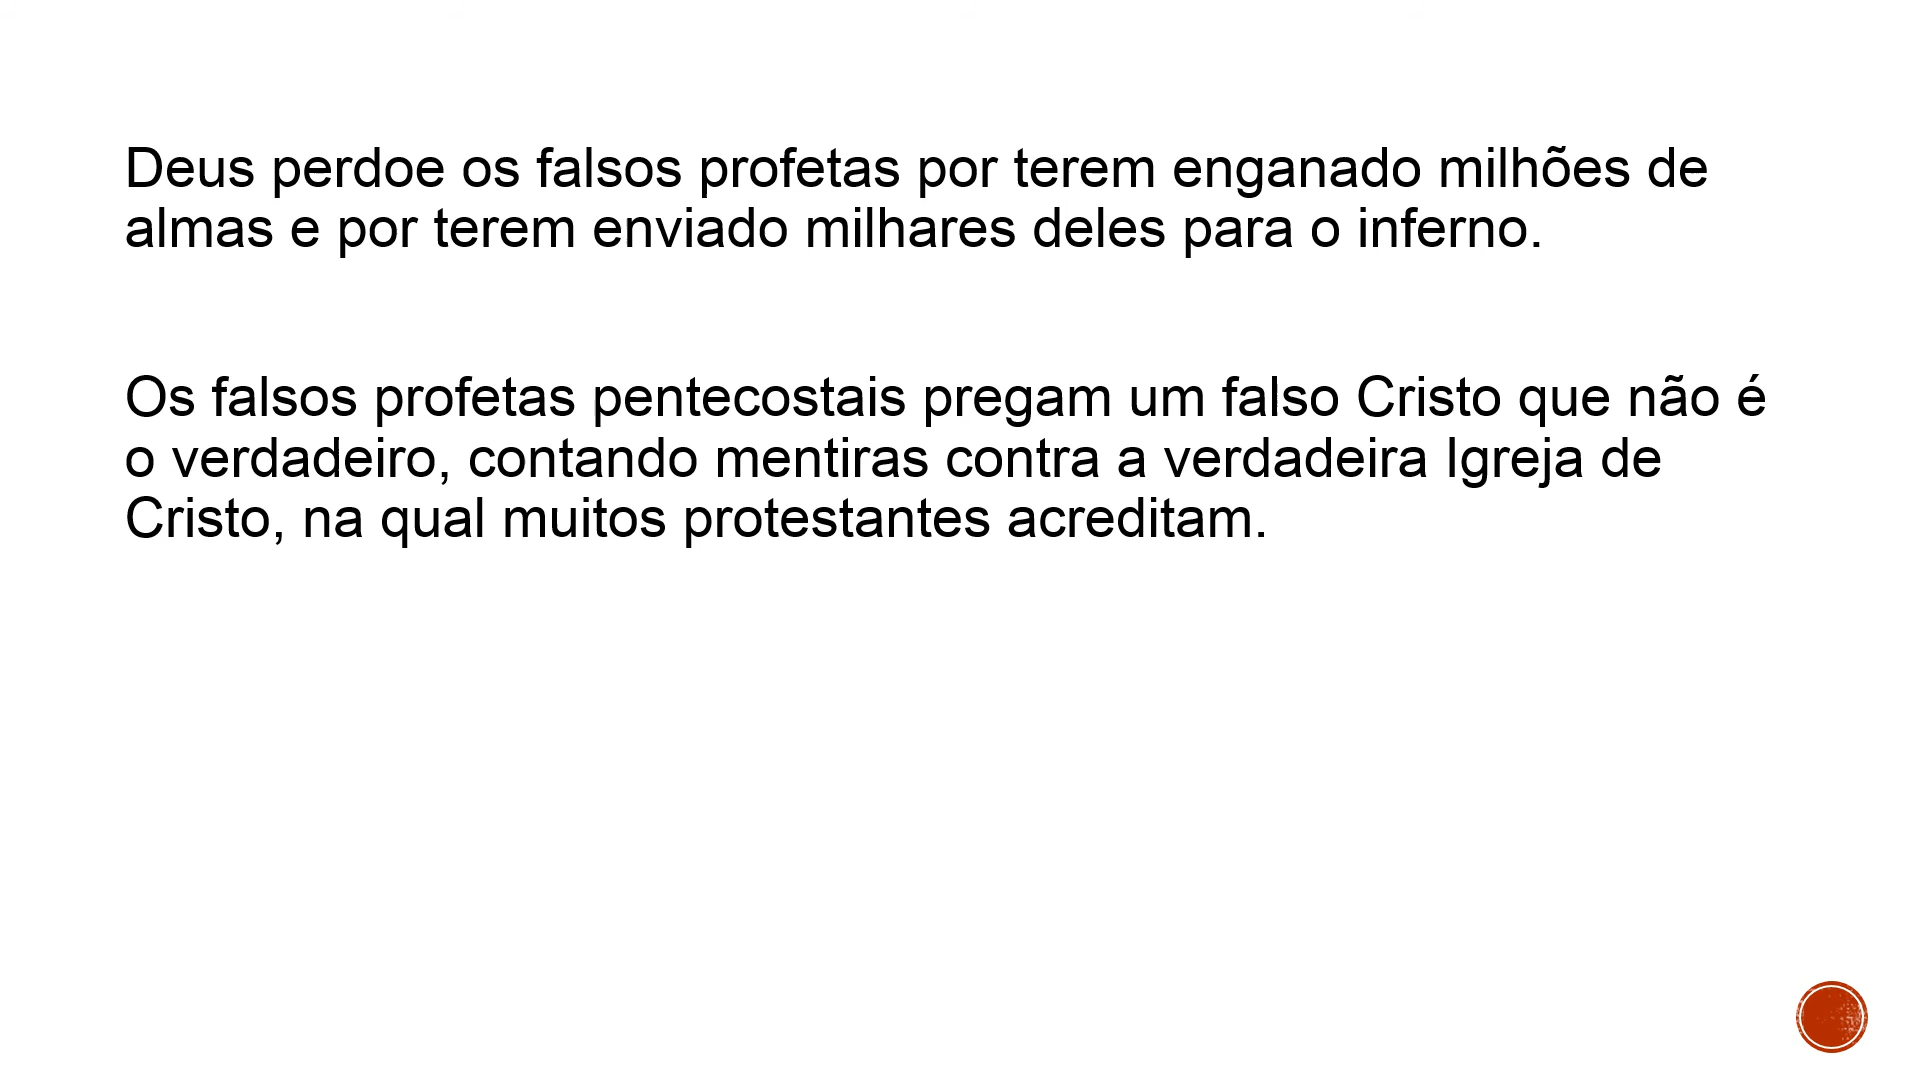 Deus perdoe os falsos profetas por terem enganado milhões de
almas e por terem enviado milhares deles para o inferno.
Os falsos profetas pentecostais pregam um falso Cristo que não é
o verdadeiro, contando mentiras contra a verdadeira Igreja de
Cristo, na qual muitos protestantes acreditam.